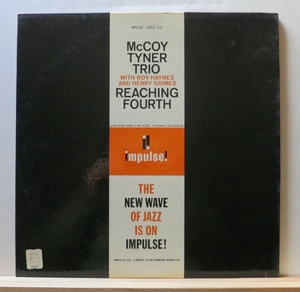 McCOY
TYNER
TRIO
WITH ROY HAYNES
AND HENRY GRIMES
REACHING
FOURTH
impulse!
THE
NEW WAVE
OF JAZZ
IS ON
IMPULSE!